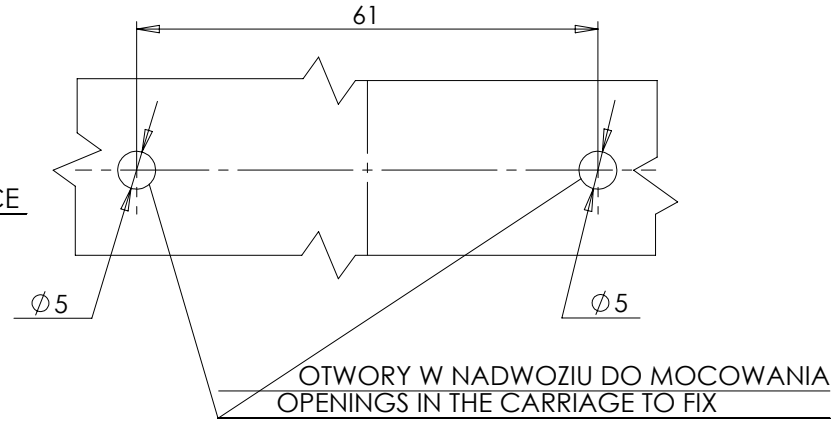 61
CE
⌀5
⌀5
OTWORY W NADWOZIU DO MOCOWANIA
OPENINGS IN THE CARRIAGE TO FIX